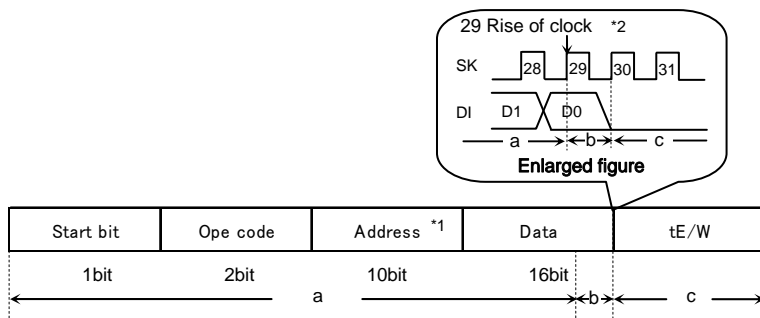 29 Rise of clock *2
SK 28 29 30 31
DI D1 D0
a b c
Enlarged figure
Start bit Ope code Address *1 Data tE/W
1bit 2bit 10bit 16bit
a b c